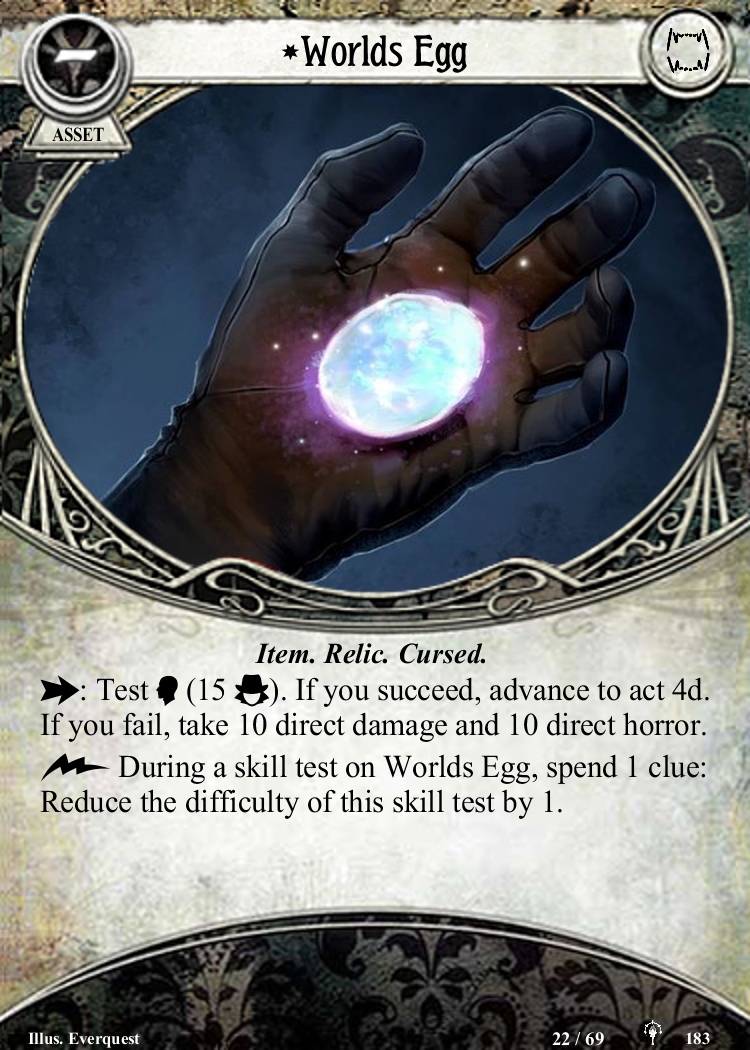 Worlds Egg
ASSET
Item. Relic. Cursed.
: Test (15 ). If you succeed, advance to act 4d.
If you fail, take 10 direct damage and 10 direct horror.
During a skill test on Worlds Egg, spend 1 clue:
Reduce the difficulty of this skill test by 1.
Illus. Everquest 22 / 69 183